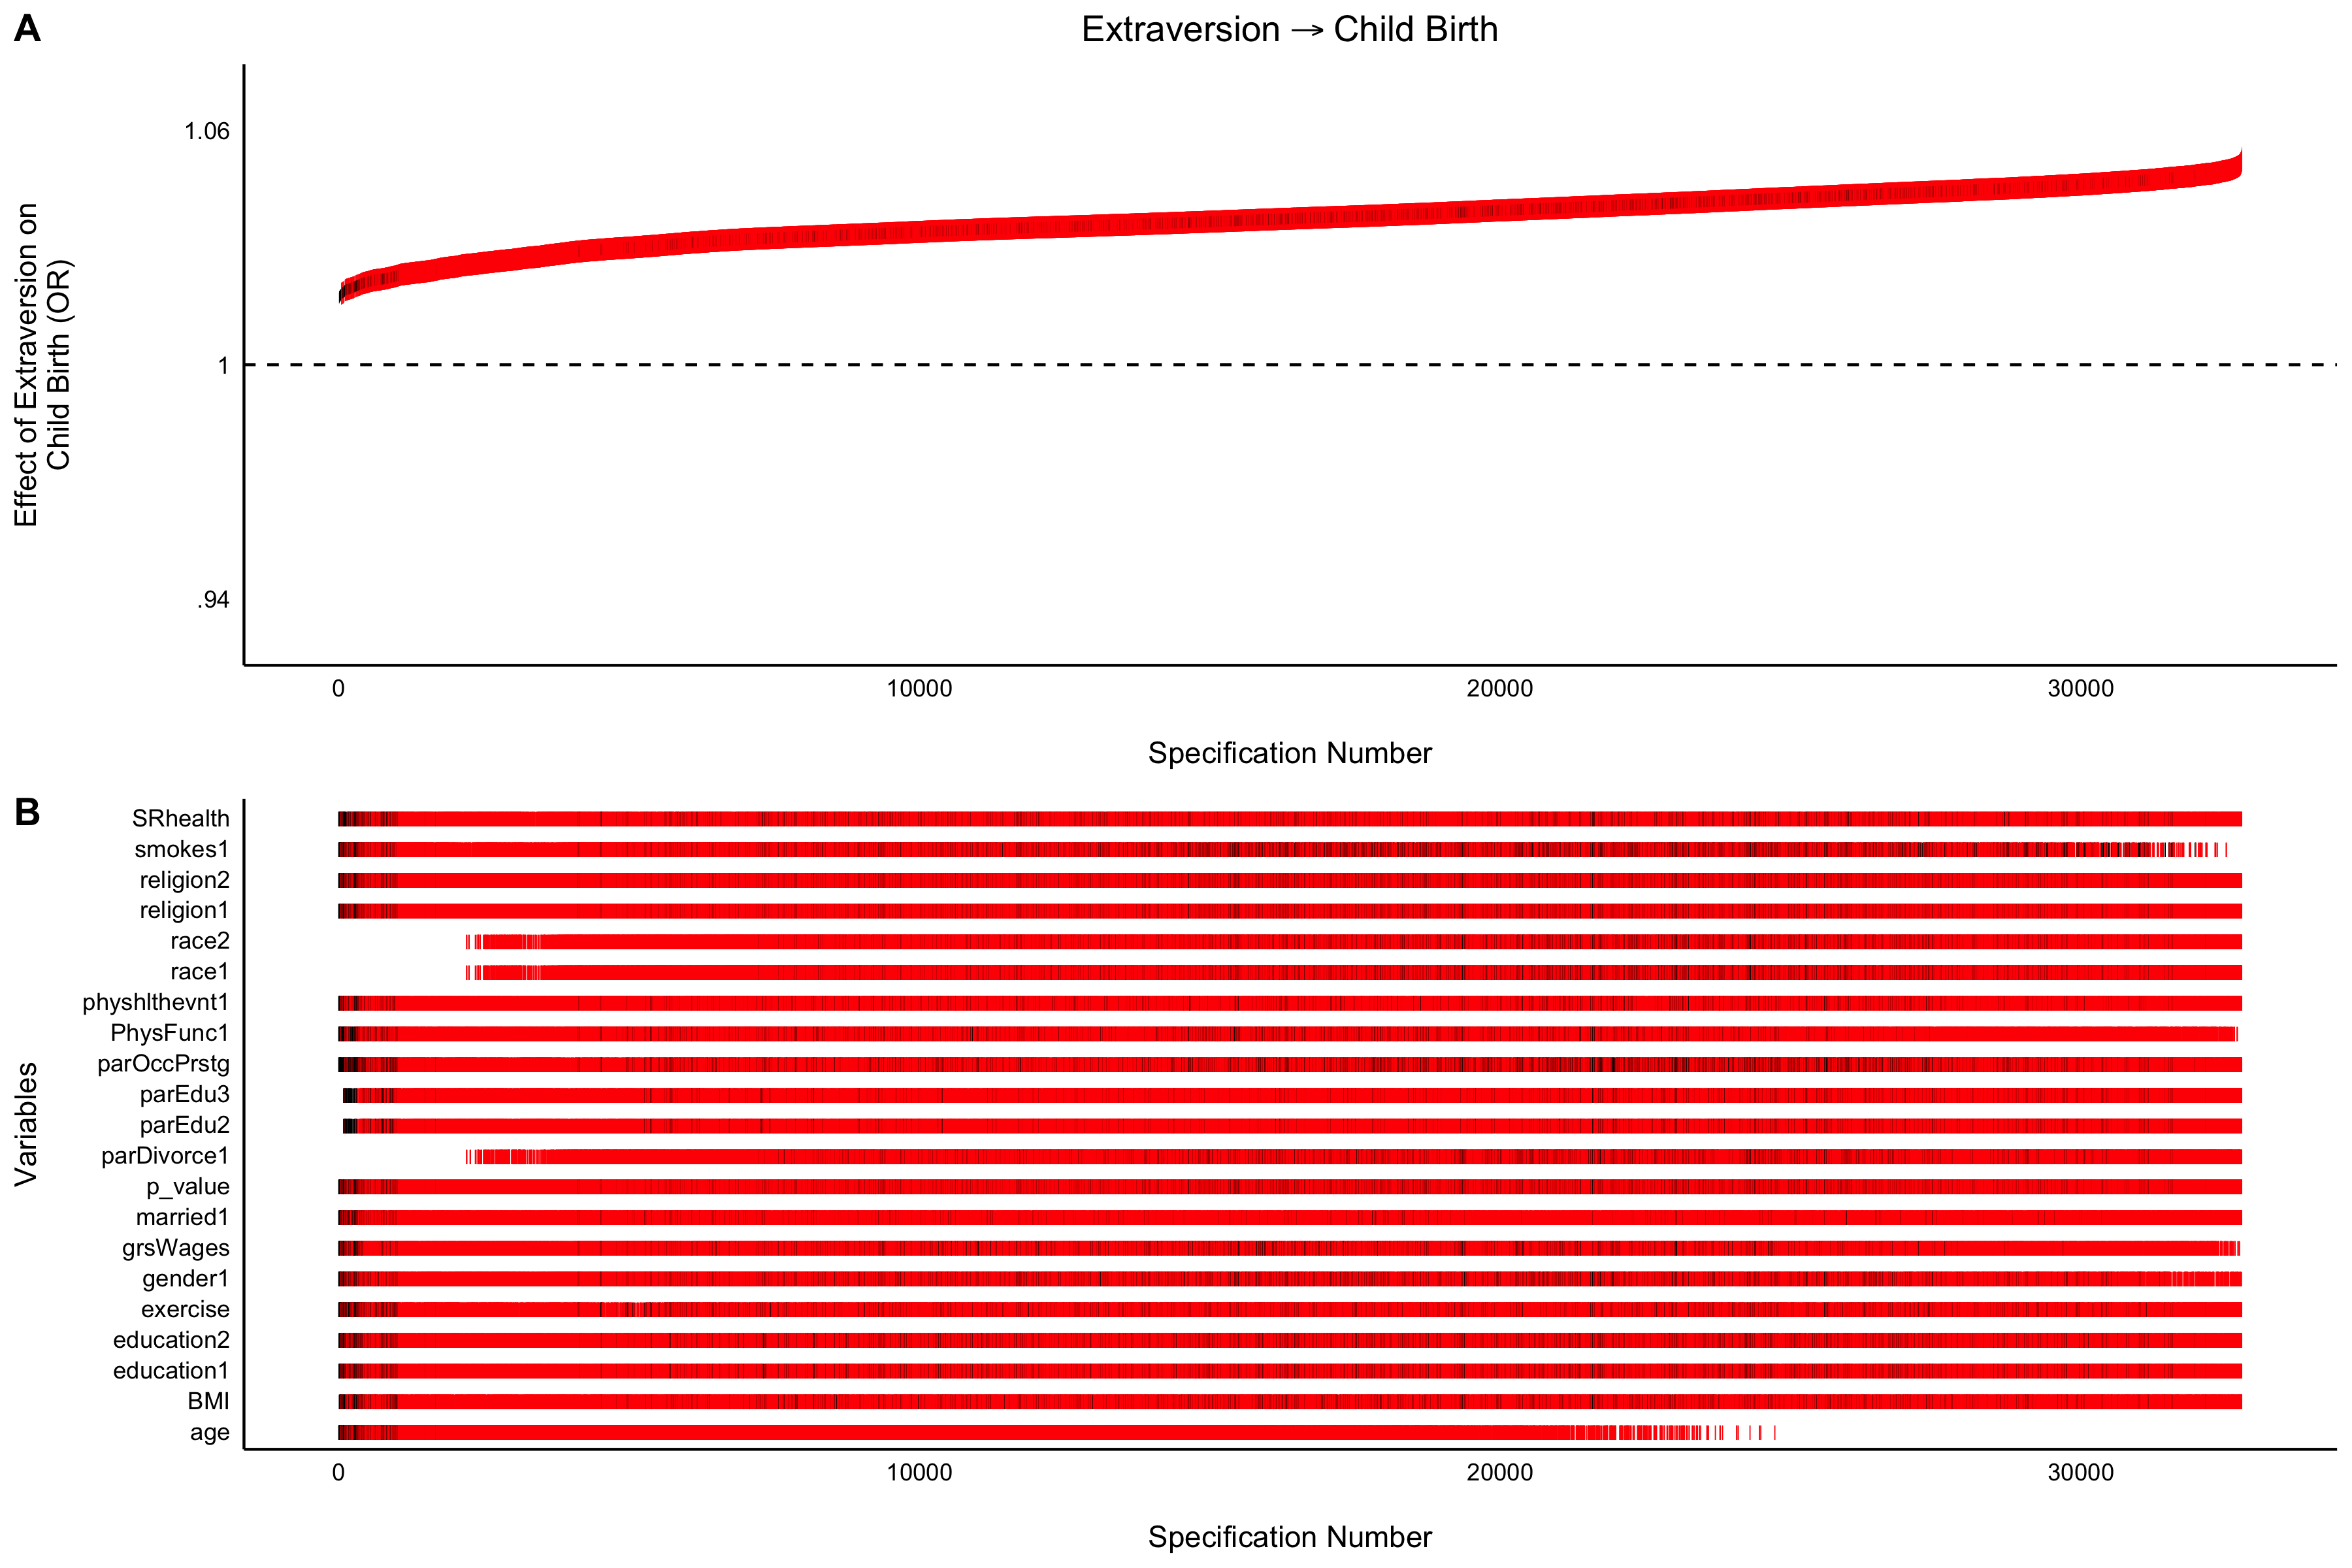 A
Extraversion → Child Birth
Effect of Extraversion on
Child Birth (OR)
1.06
1
.94
0 10000 20000 30000
Specification Number
B
Variables
SRhealth
smokes1
religion2
religion1
race2
race1
physhlthevnt1
PhysFunc1
parOccPrstg
parEdu3
parEdu2
parDivorce1
p_value
married1
grsWages
gender1
exercise
education2
education1
BMI
age
0 10000 20000 30000
Specification Number